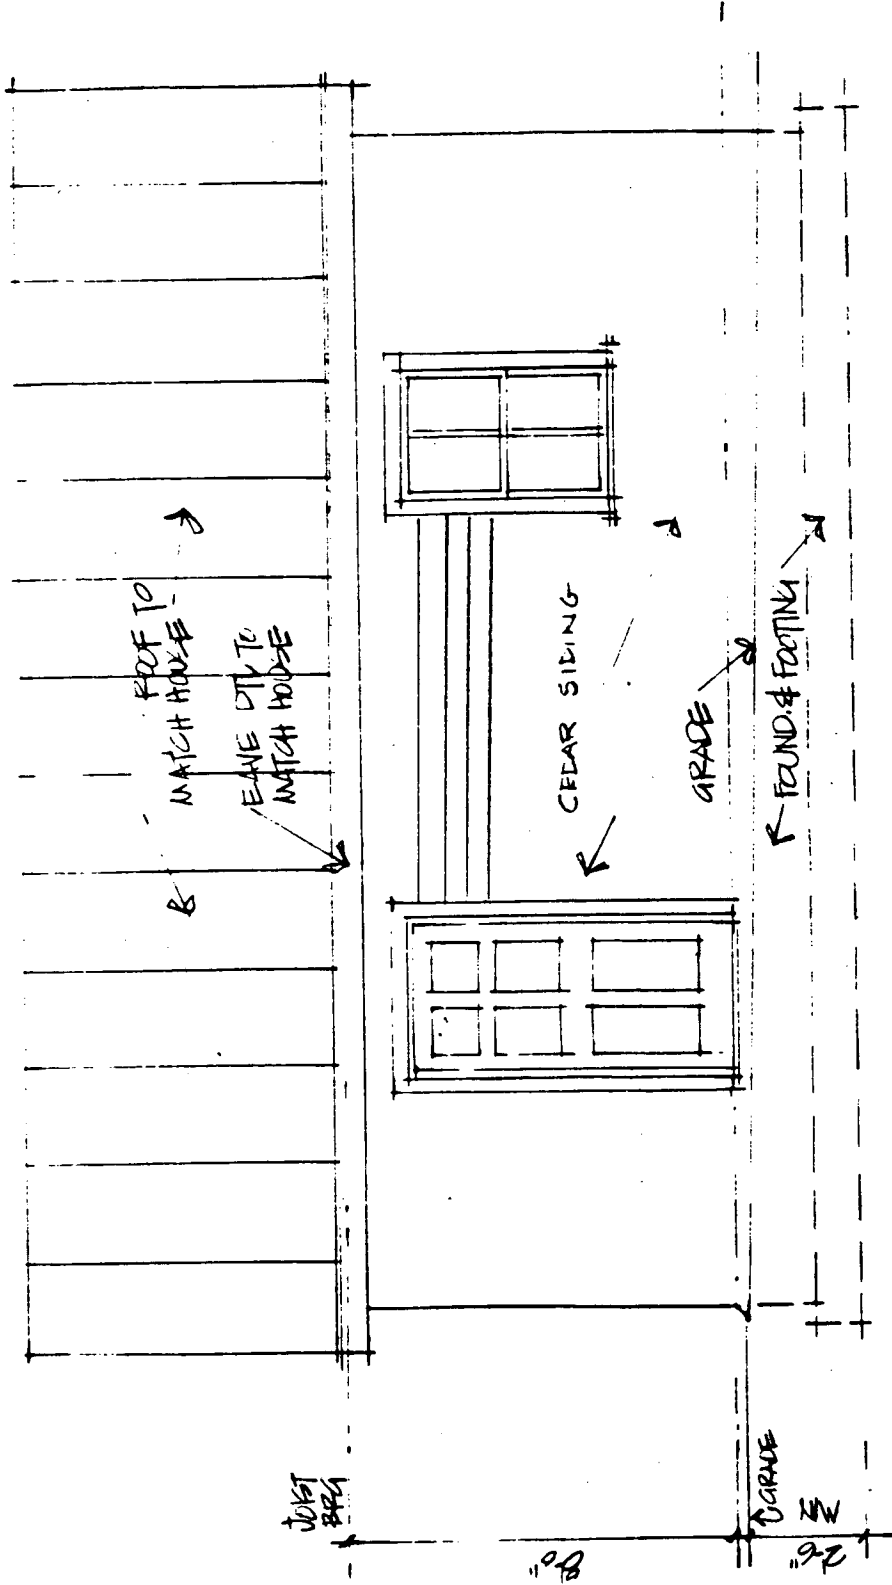 ROOF TO
MATCH HOUSE
EAVE DTL TO
MATCH HOUSE
CEDAR SIDING
GRADE
FOUND. & FOOTING
JOIST
BRG
8'-0"
GRADE
2'-6"
MIN